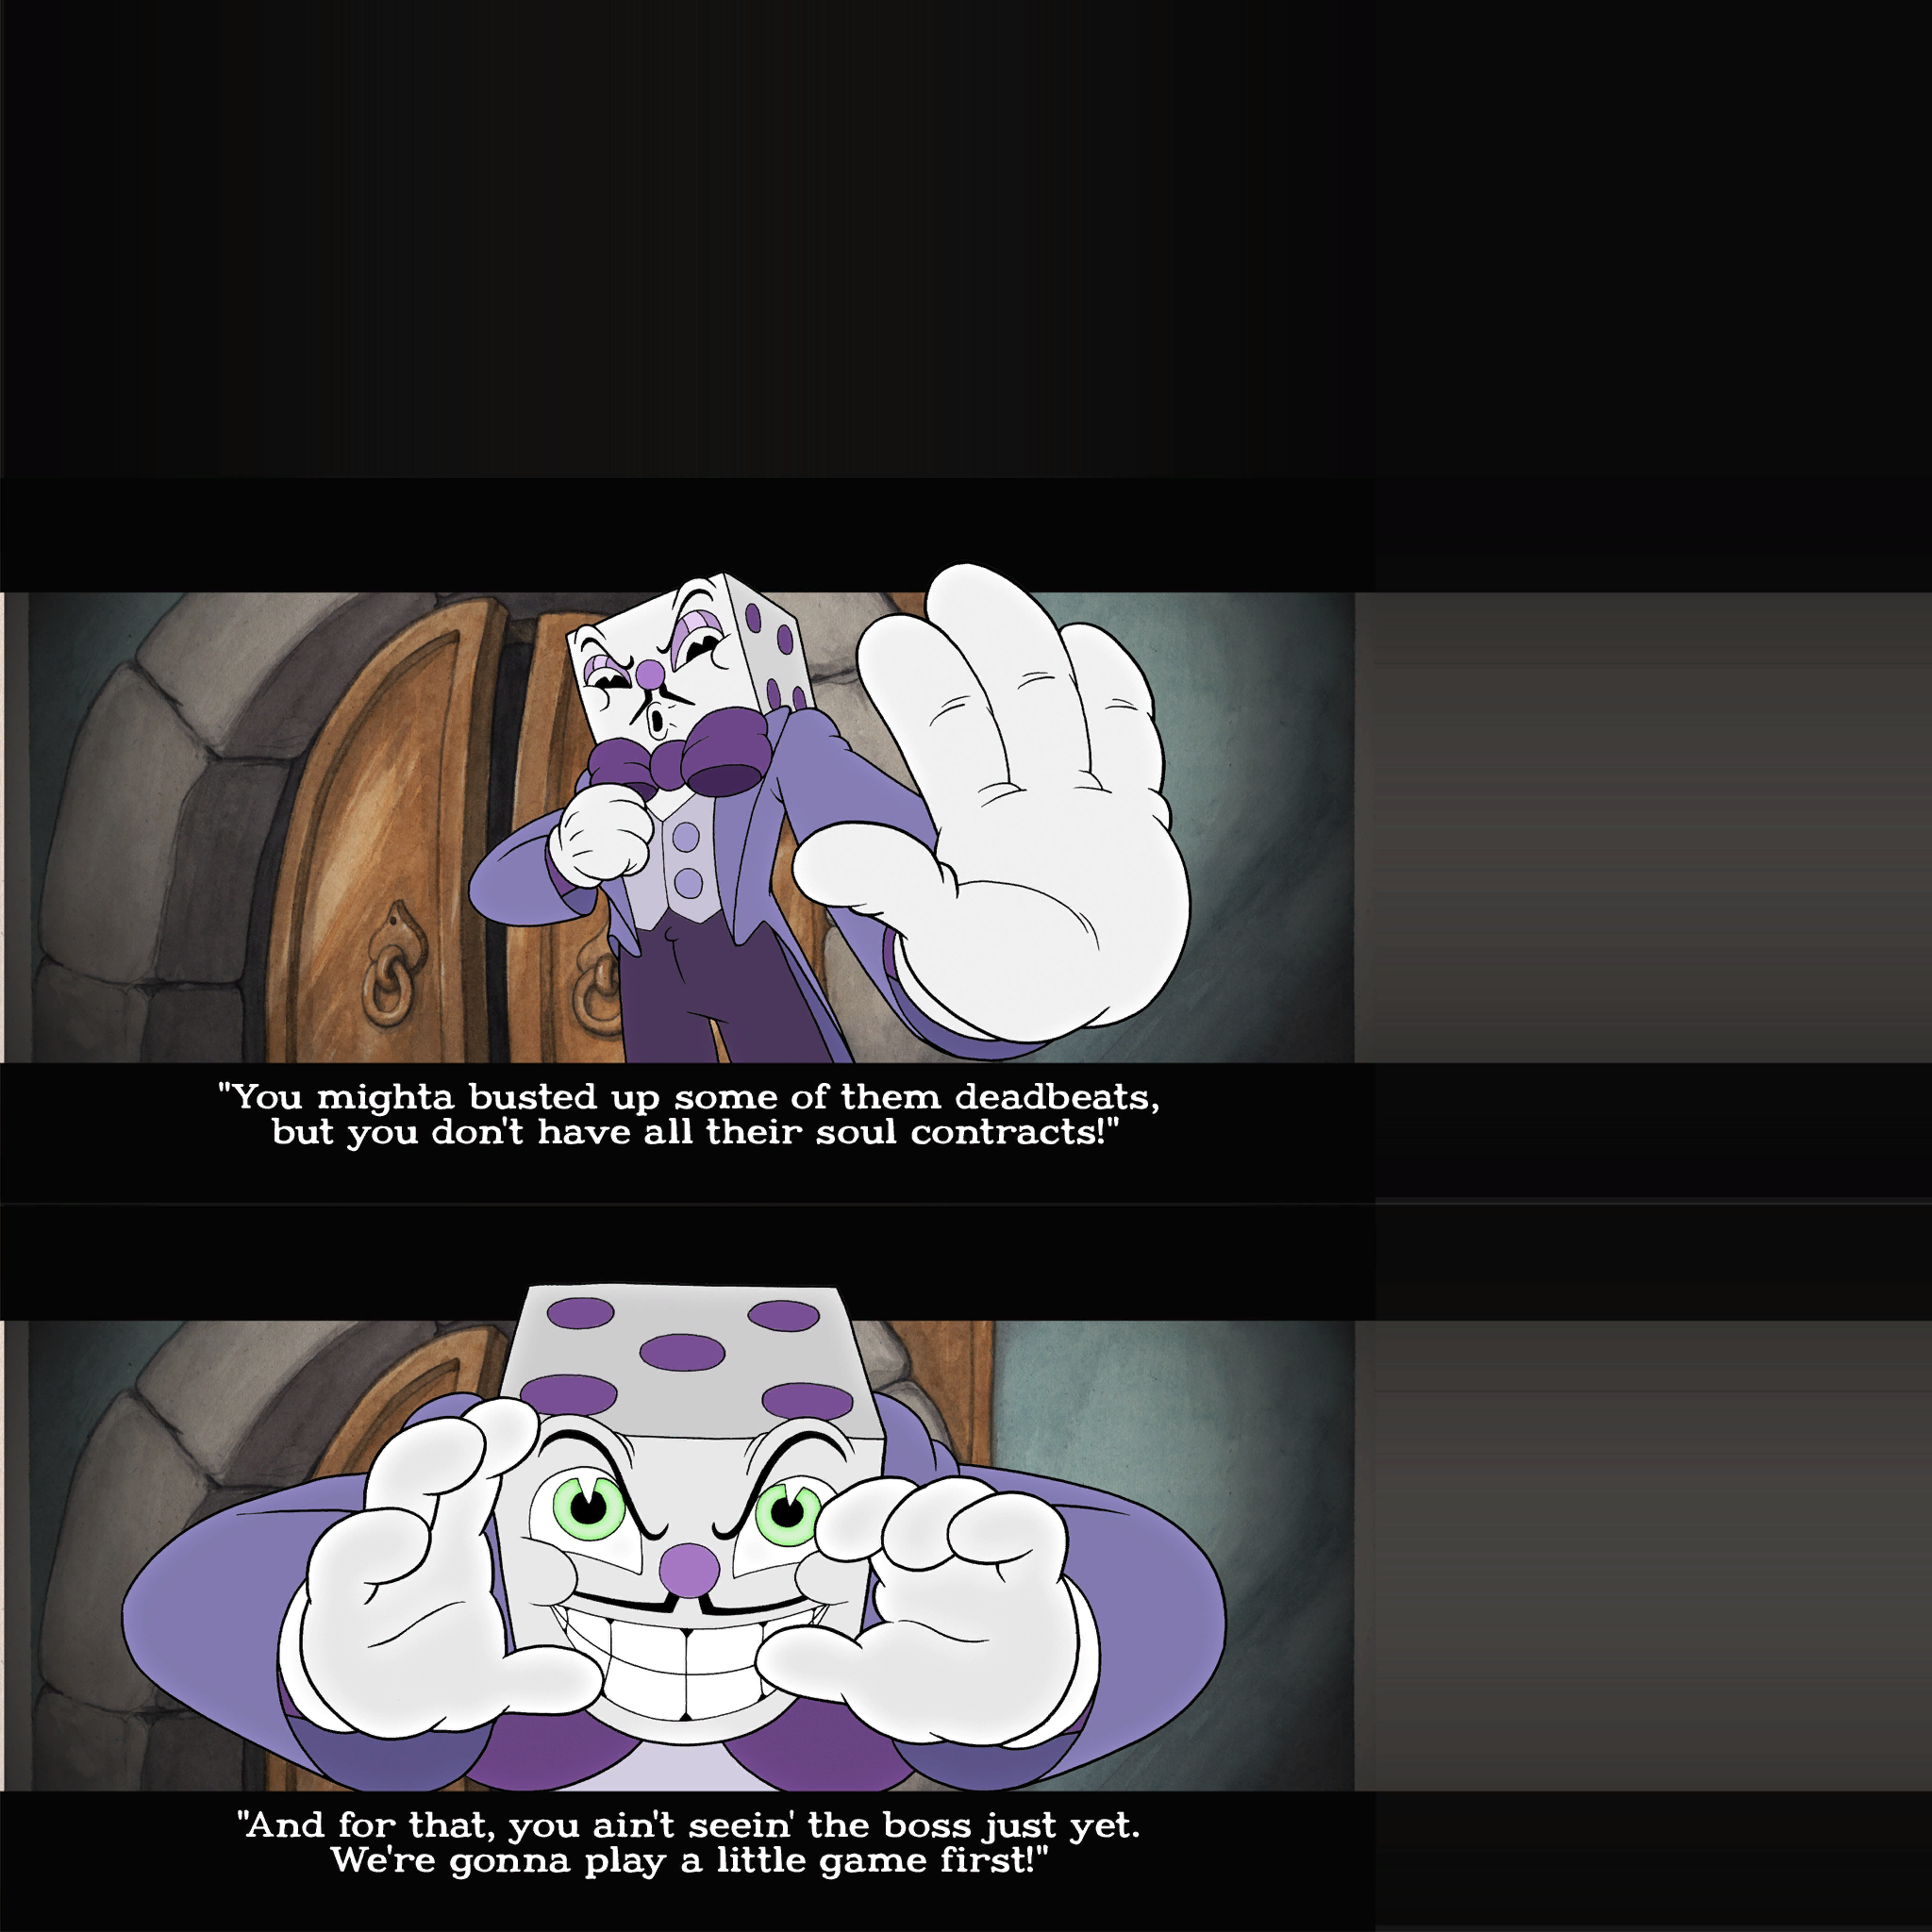 "You mighta busted up some of them deadbeats,
but you don't have all their soul contracts!"
"And for that, you ain't seein' the boss just yet.
We're gonna play a little game first!"